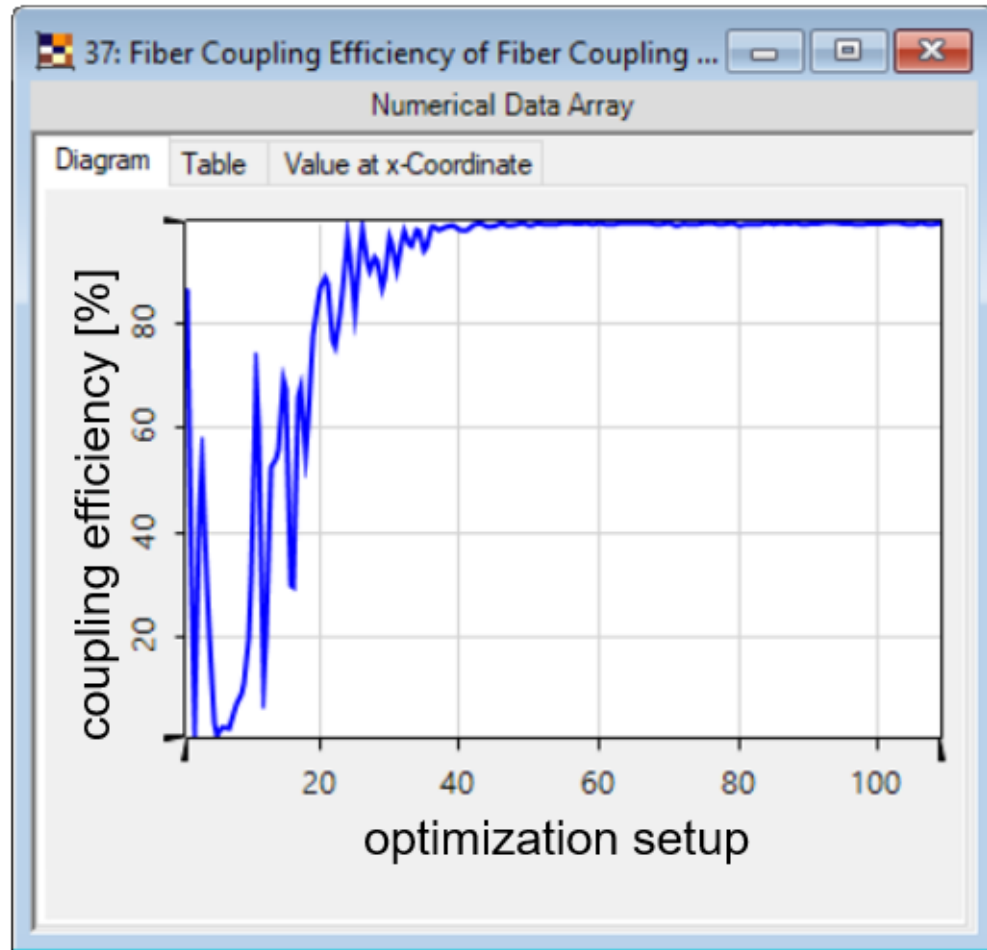 37: Fiber Coupling Efficiency of Fiber Coupling ...
Numerical Data Array
Diagram Table Value at x-Coordinate
coupling efficiency [%]
80
60
40
20
20 40 60 80 100
optimization setup